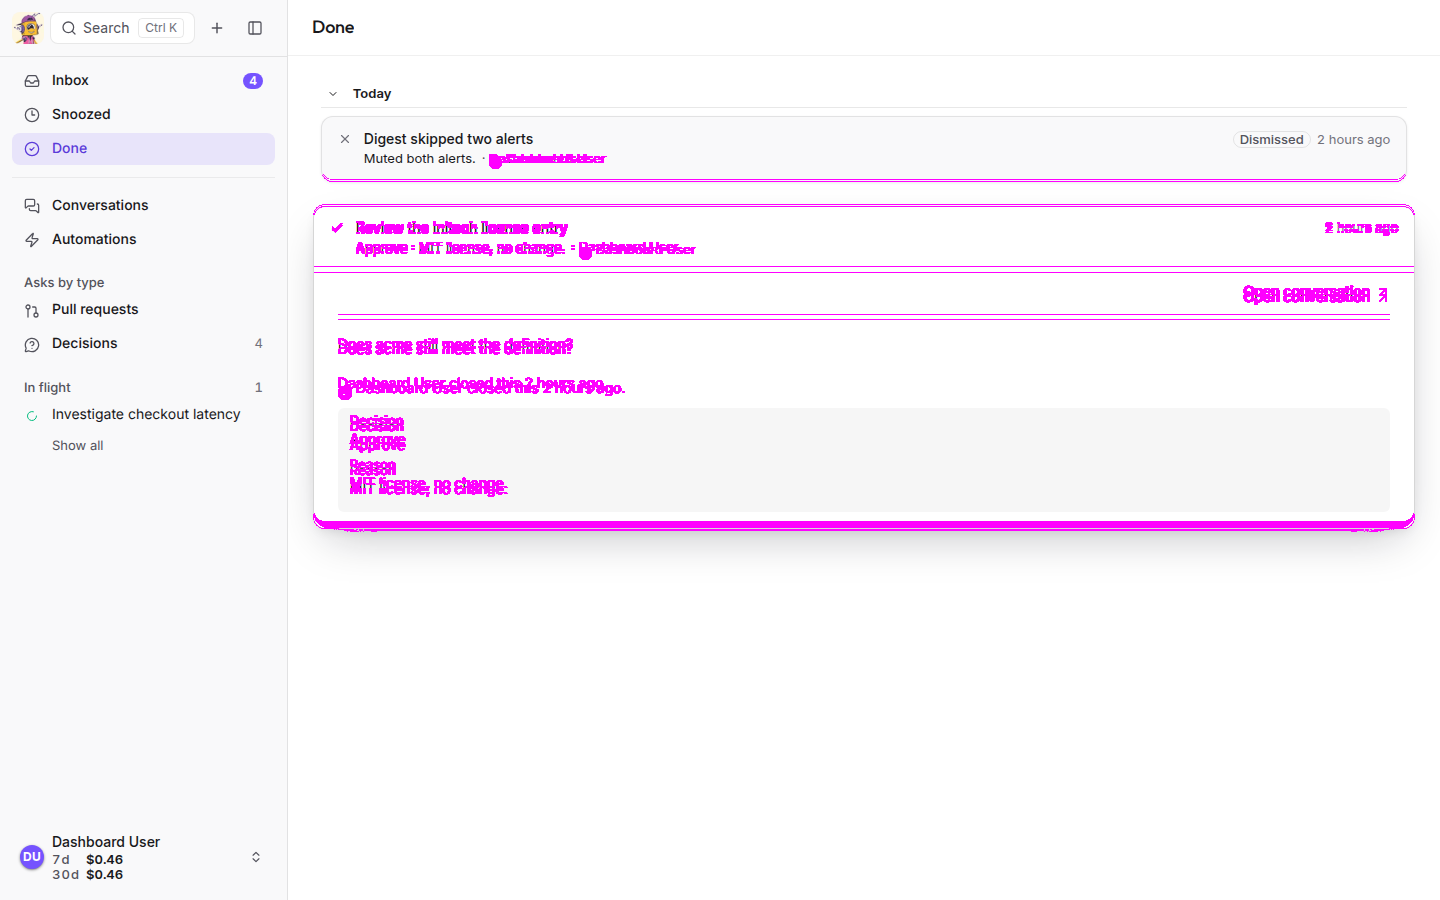 Search Ctrl K
Done
Inbox 4
Snoozed
Done
Conversations
Automations
Asks by type
Pull requests
Decisions 4
In flight 1
Investigate checkout latency
Show all
Dashboard User
DU
7d $0.46
30d $0.46
Today
Digest skipped two alerts Dismissed 2 hours ago
Muted both alerts. ·
Review the license entry 2 hours ago
Approve · MIT license, no change. · Dashboard User
Open conversation
Does acme still meet the definition?
Dashboard User closed this 2 hours ago.
Decision
Approve
Reason
MIT license, no change.